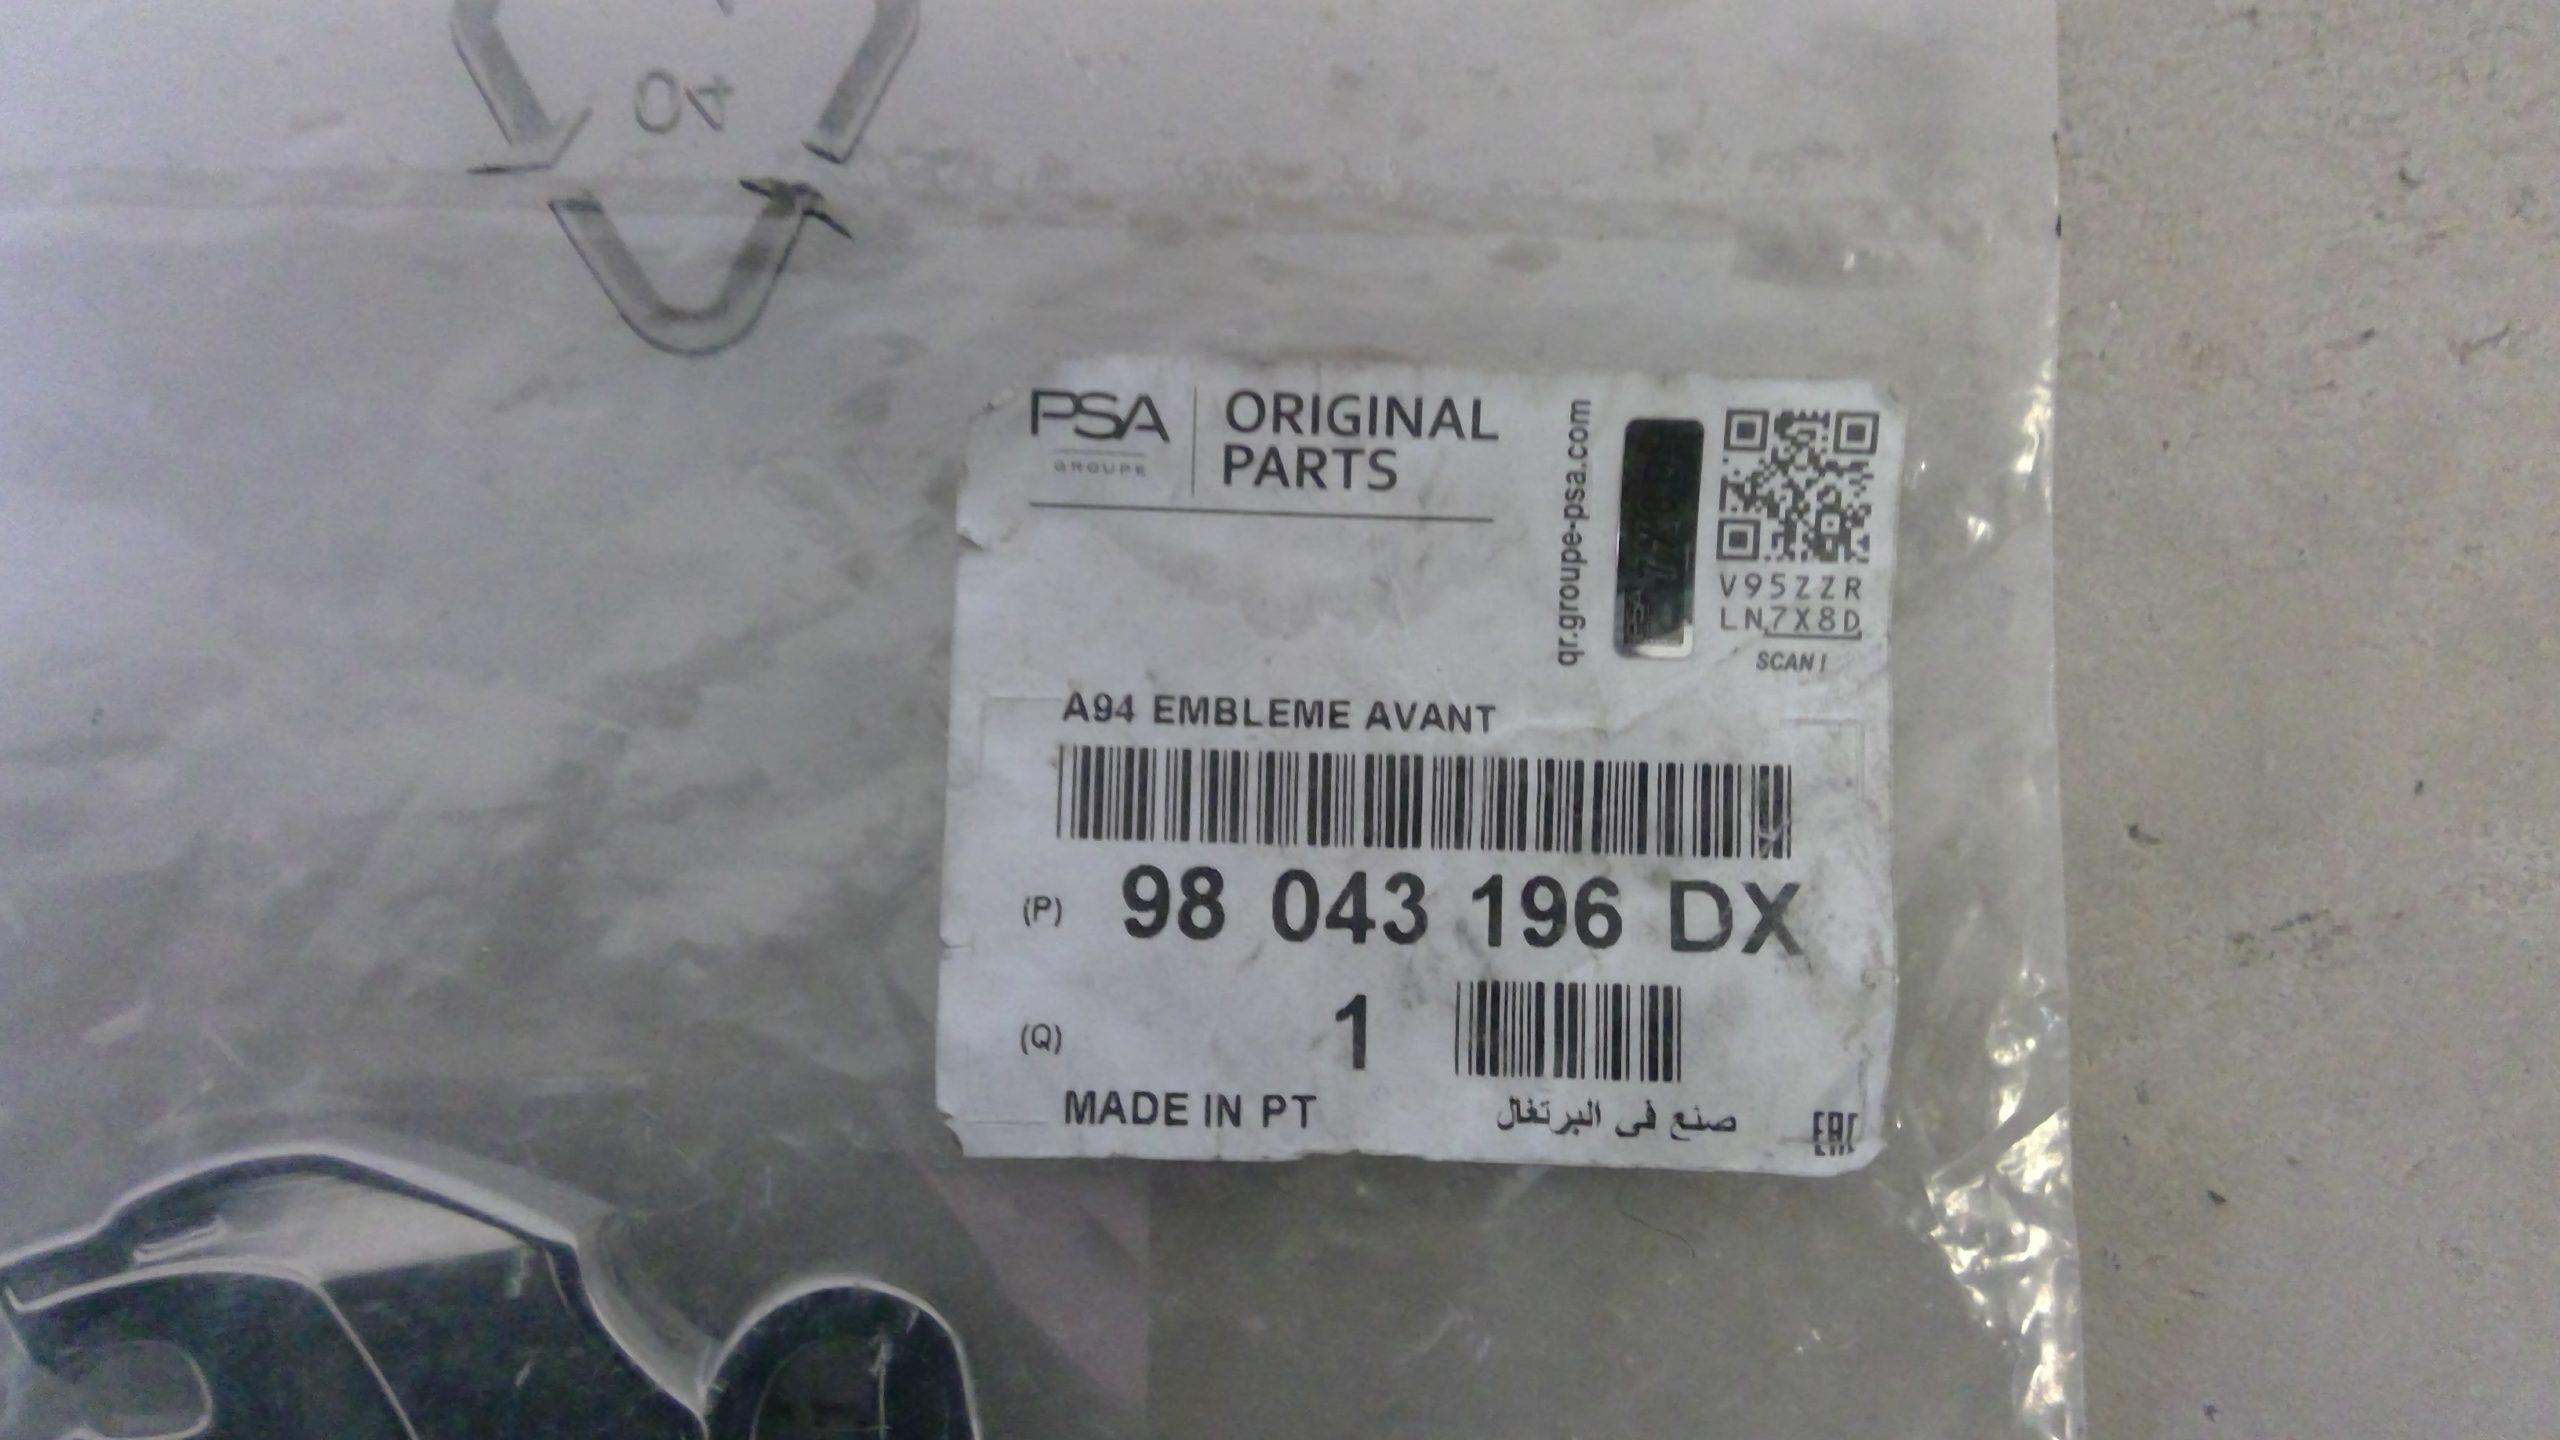 04
PSA
GROUPE
ORIGINAL
PARTS
qr.groupe-psa.com
V95ZZR
LN7X8D
SCAN !
A94 EMBLEME AVANT
(P) 98 043 196 DX
(Q) 1
MADE IN PT
صنع فى البرتغال
EAC